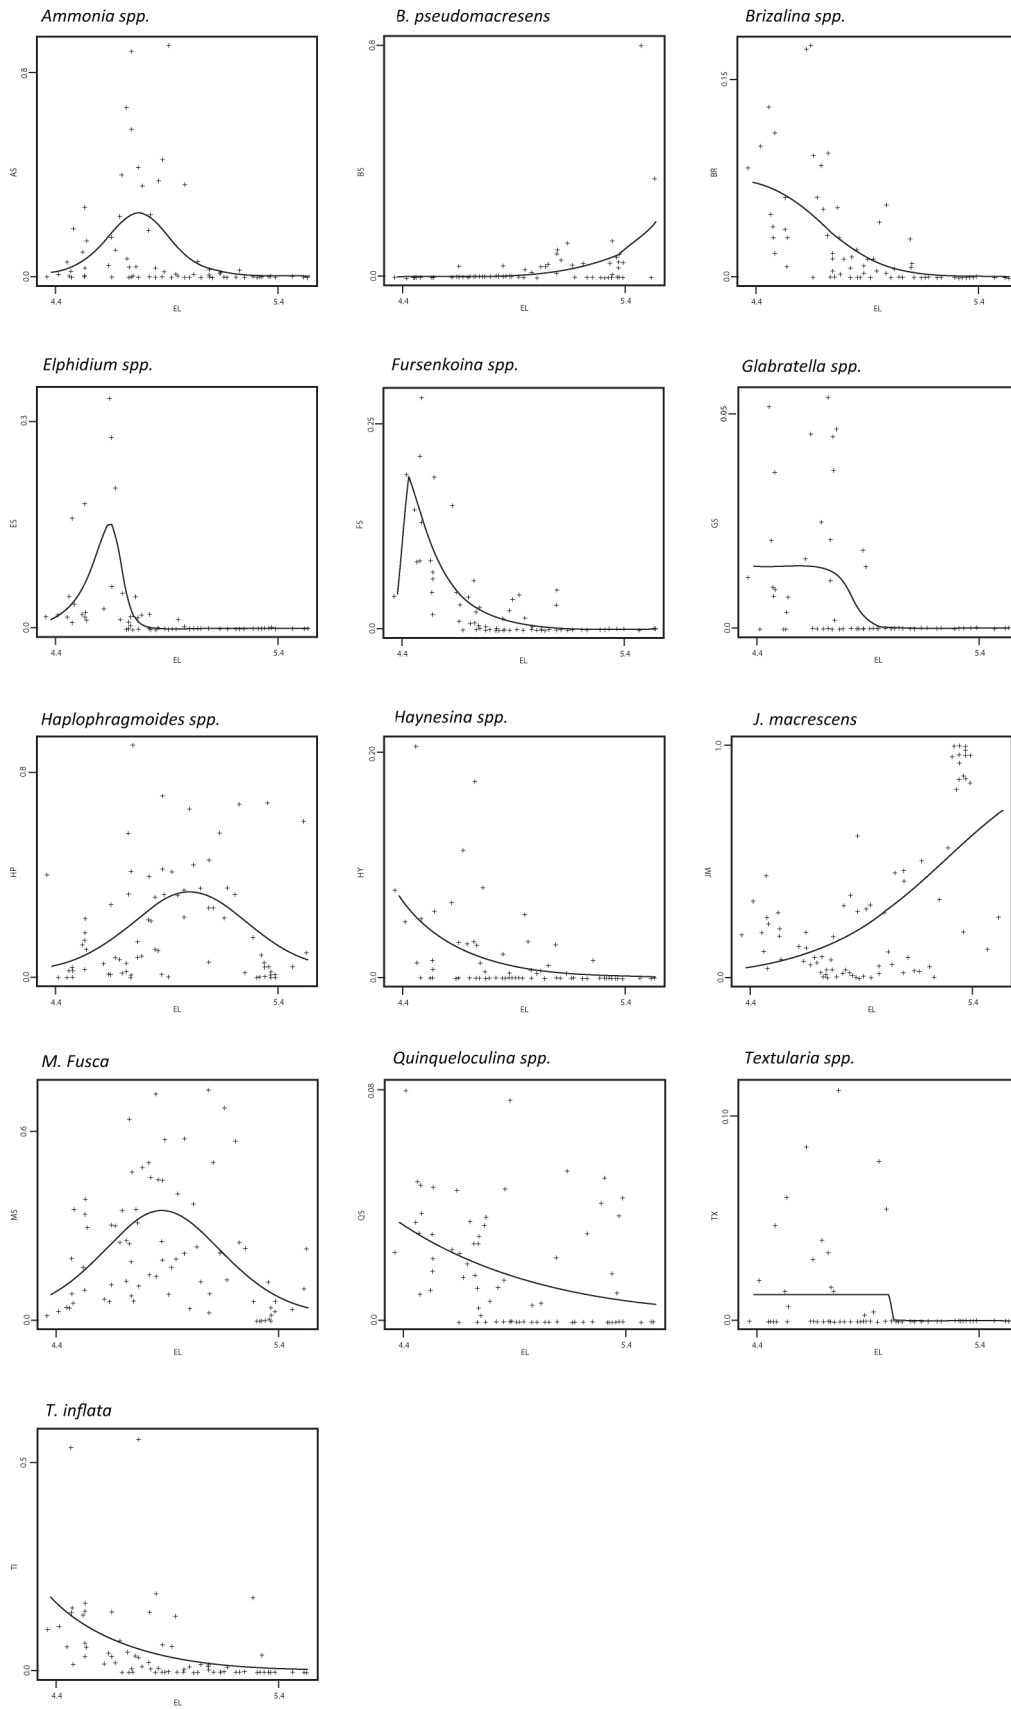 Ammonia spp. B. pseudomacresens Brizalina spp.
0.8 0.8 0.15
AS BS BR
0.0 0.0 0.0
4.4 5.4 4.4 5.4 4.4 5.4
EL EL EL
Elphidium spp. Fursenkoina spp. Glabratella spp.
0.3 0.25 0.05
ES FS GS
0.0 0.0 0.0
4.4 5.4 4.4 5.4 4.4 5.4
EL EL EL
Haplophragmoides spp. Haynesina spp. J. macrescens
0.8 0.20 1.0
HP HY JM
0.0 0.0 0.0
4.4 5.4 4.4 5.4 4.4 5.4
EL EL EL
M. Fusca Quinqueloculina spp. Textularia spp.
0.6 0.08 0.10
MS QS TX
0.0 0.0 0.0
4.4 5.4 4.4 5.4 4.4 5.4
EL EL EL
T. inflata
0.5
TI
0.0
4.4 5.4
EL